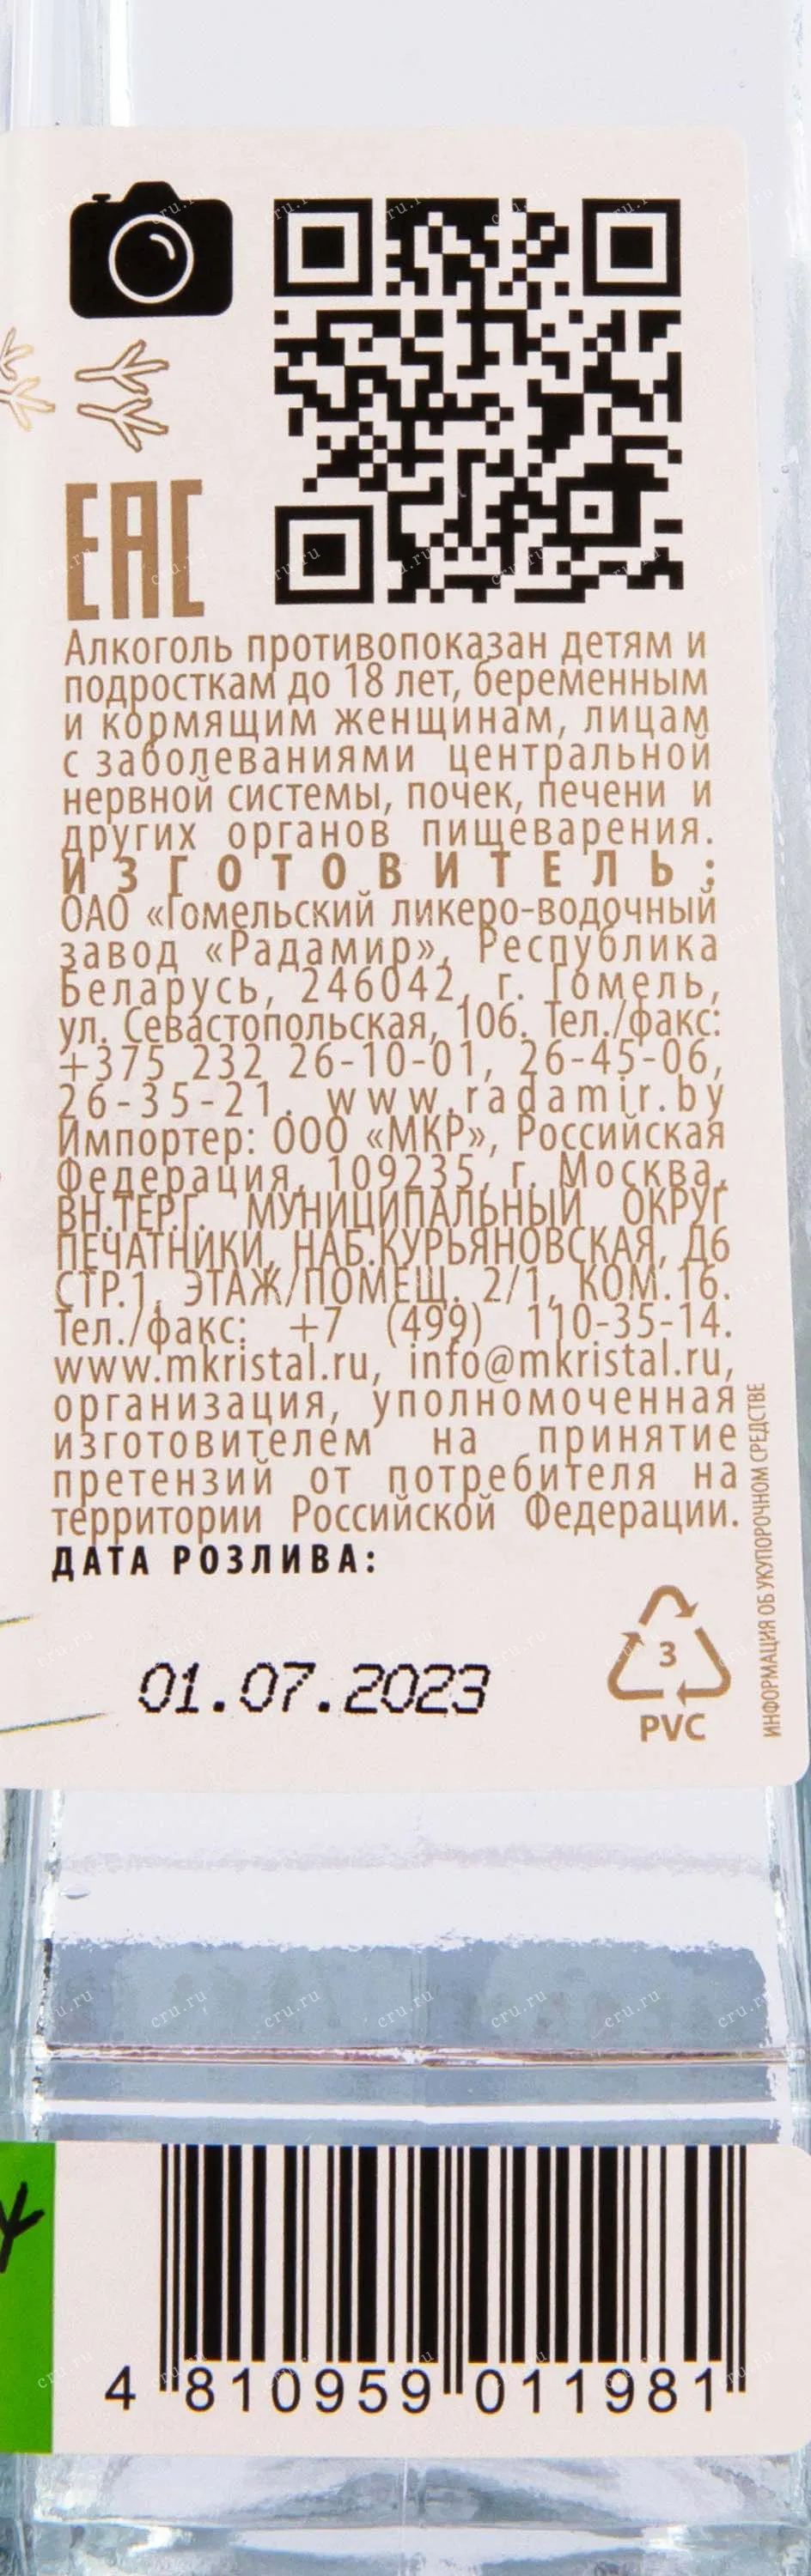 ЕАС
Алкоголь противопоказан детям и
подросткам до 18 лет, беременным
и кормящим женщинам, лицам
с заболеваниями центральной
нервной системы, почек, печени и
других органов пищеварения.
ИЗГОТОВИТЕЛЬ:
ОАО «Гомельский ликеро-водочный
завод «Радамир», Республика
Беларусь, 246042, г. Гомель,
ул. Севастопольская, 106. Тел./факс:
+375 232 26-10-01, 26-45-06,
26-35-21. www.radamir.by
Импортер: ООО «МКР», Российская
Федерация, 109235, г. Москва,
ВН.ТЕР.Г. МУНИЦИПАЛЬНЫЙ ОКРУГ
ПЕЧАТНИКИ, НАБ.КУРЬЯНОВСКАЯ, Д6
СТР.1, ЭТАЖ/ПОМЕЩ. 2/1, КОМ.16.
Тел./факс: +7 (499) 110-35-14.
www.mkristal.ru, info@mkristal.ru,
организация, уполномоченная
изготовителем на принятие
претензий от потребителя на
территории Российской Федерации.
ДАТА РОЗЛИВА:
01.07.2023
3
PVC
ИНФОРМАЦИЯ ОБ УКУПОРОЧНОМ СРЕДСТВЕ
4 810959 011981
cru.ru